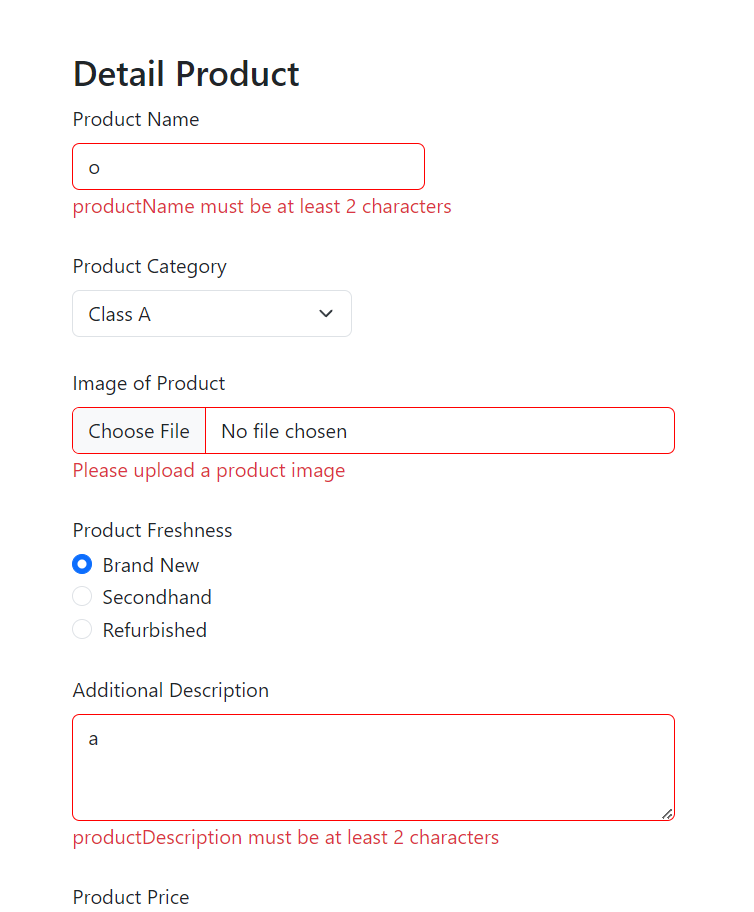 Detail Product
Product Name
o
productName must be at least 2 characters
Product Category
Class A
Image of Product
Choose File No file chosen
Please upload a product image
Product Freshness
Brand New
Secondhand
Refurbished
Additional Description
a
productDescription must be at least 2 characters
Product Price